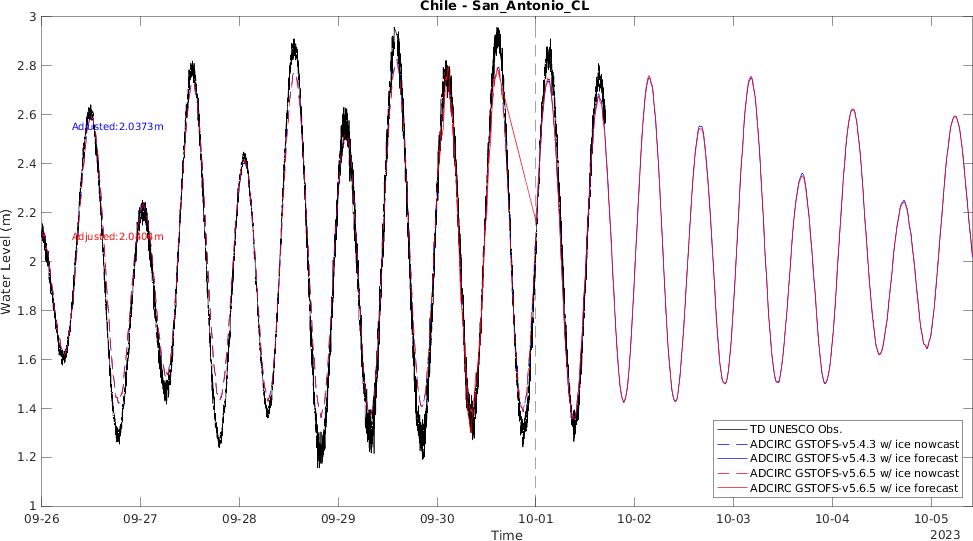 Chile - San_Antonio_CL
3
2.8
2.6
2.4
2.2
2
1.8
1.6
1.4
1.2
1
Water Level (m)
Adjusted:2.0373m
Adjusted:2.0404m
TD UNESCO Obs.
ADCIRC GSTOFS-v5.4.3 w/ ice nowcast
ADCIRC GSTOFS-v5.4.3 w/ ice forecast
ADCIRC GSTOFS-v5.6.5 w/ ice nowcast
ADCIRC GSTOFS-v5.6.5 w/ ice forecast
09-26 09-27 09-28 09-29 09-30 10-01 10-02 10-03 10-04 10-05
Time
2023